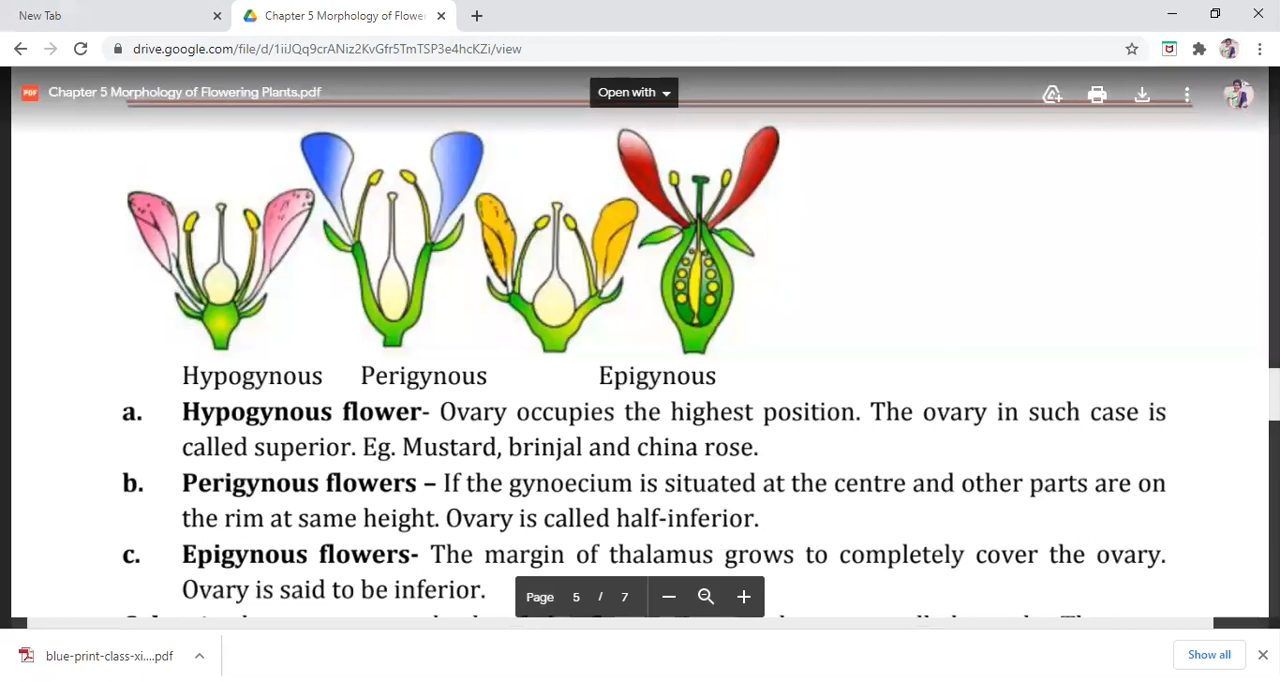 New Tab
Chapter 5 Morphology of Flower
drive.google.com/file/d/1iiJQq9crANiz2KvGfr5TmTSP3e4hcKZi/view
PDF
Chapter 5 Morphology of Flowering Plants.pdf
Open with
Hypogynous Perigynous Epigynous
a. Hypogynous flower- Ovary occupies the highest position. The ovary in such case is
called superior. Eg. Mustard, brinjal and china rose.
b. Perigynous flowers – If the gynoecium is situated at the centre and other parts are on
the rim at same height. Ovary is called half-inferior.
c. Epigynous flowers- The margin of thalamus grows to completely cover the ovary.
Ovary is said to be inferior.
Page 5 / 7
blue-print-class-xi....pdf
Show all